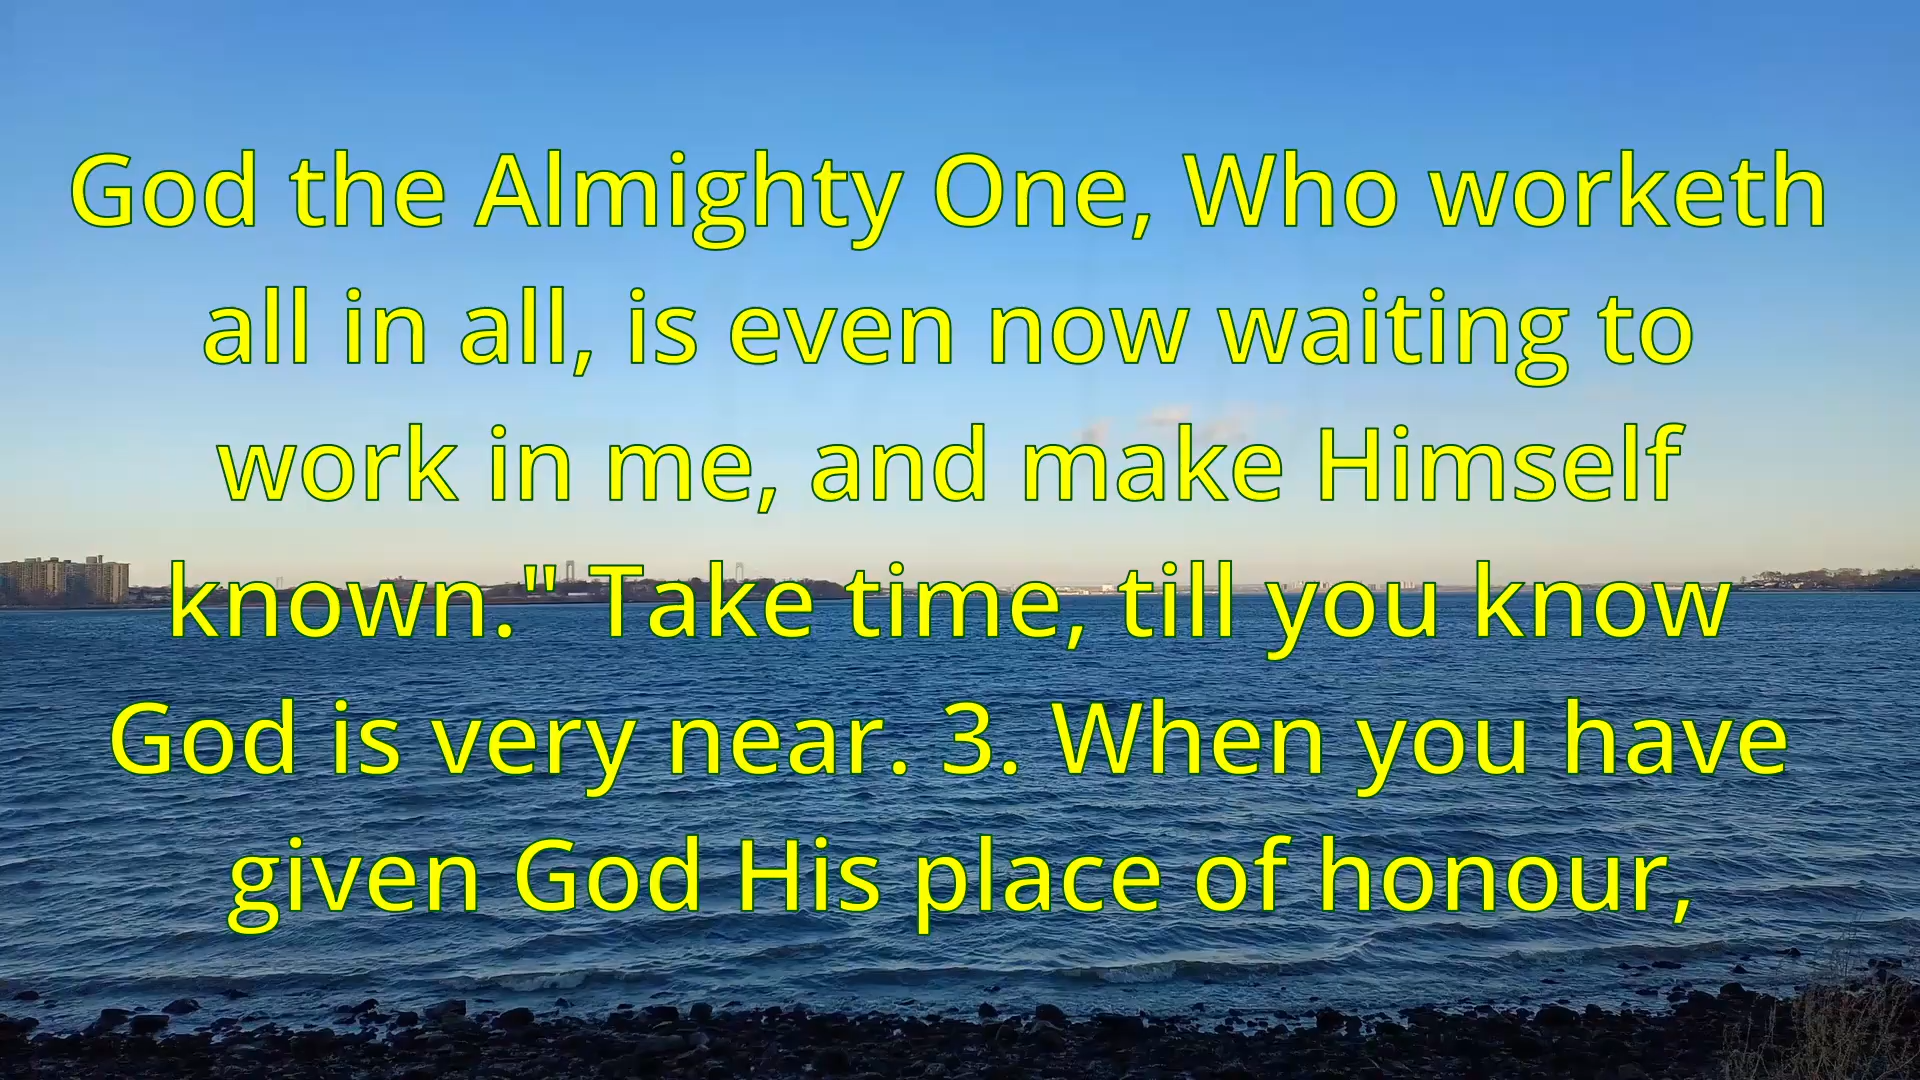 God the Almighty One, Who worketh
all in all, is even now waiting to
work in me, and make Himself
known." Take time, till you know
God is very near. 3. When you have
given God His place of honour,